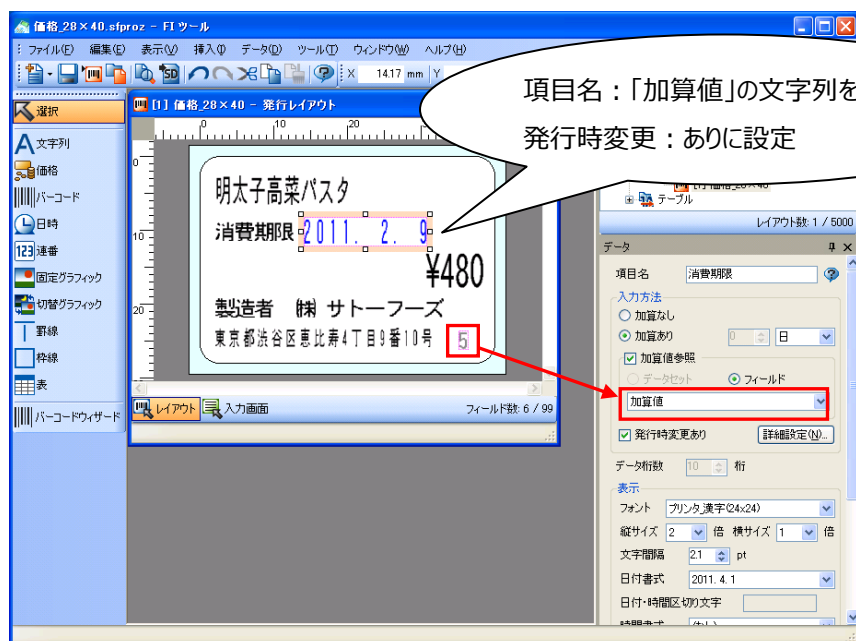 価格_28×40.sfproz - FI ツール
ファイル(F) 編集(E) 表示(V) 挿入(I) データ(D) ツール(T) ウィンドウ(W) ヘルプ(H)
X 14.17 mm Y
項目名：「加算値」の文字列を
発行時変更：ありに設定
選択
文字列
価格
バーコード
日時
連番
固定グラフィック
切替グラフィック
罫線
枠線
表
バーコードウィザード
[1] 価格_28×40 - 発行レイアウト
0 10 20
0
10
20
明太子高菜パスタ
消費期限 2011. 2. 9
¥480
製造者 ㈱ サトーフーズ
東京都渋谷区恵比寿4丁目9番10号 5
レイアウト 入力画面 フィールド数: 6 / 99
テーブル
レイアウト数: 1 / 5000
データ
項目名 消費期限
入力方法
加算なし
加算あり 0 日
加算値参照
データセット フィールド
加算値
発行時変更あり 詳細設定(N)...
データ桁数 10 桁
表示
フォント プリンタ漢字(24x24)
縦サイズ 2 倍 横サイズ 1 倍
文字間隔 2.1 pt
日付書式 2011. 4. 1
日付・時間区切り文字